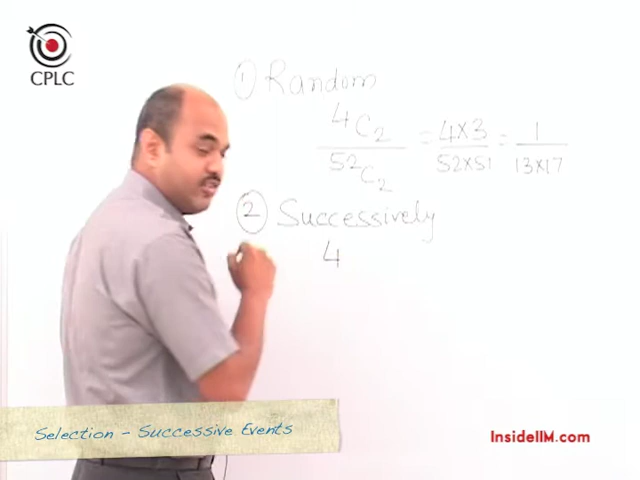 CPLC
① Random
4C2 / 52C2 = 4×3 / 52×51 = 1 / 13×17
② Successively
4
Selection - Successive Events
InsideIIM.com